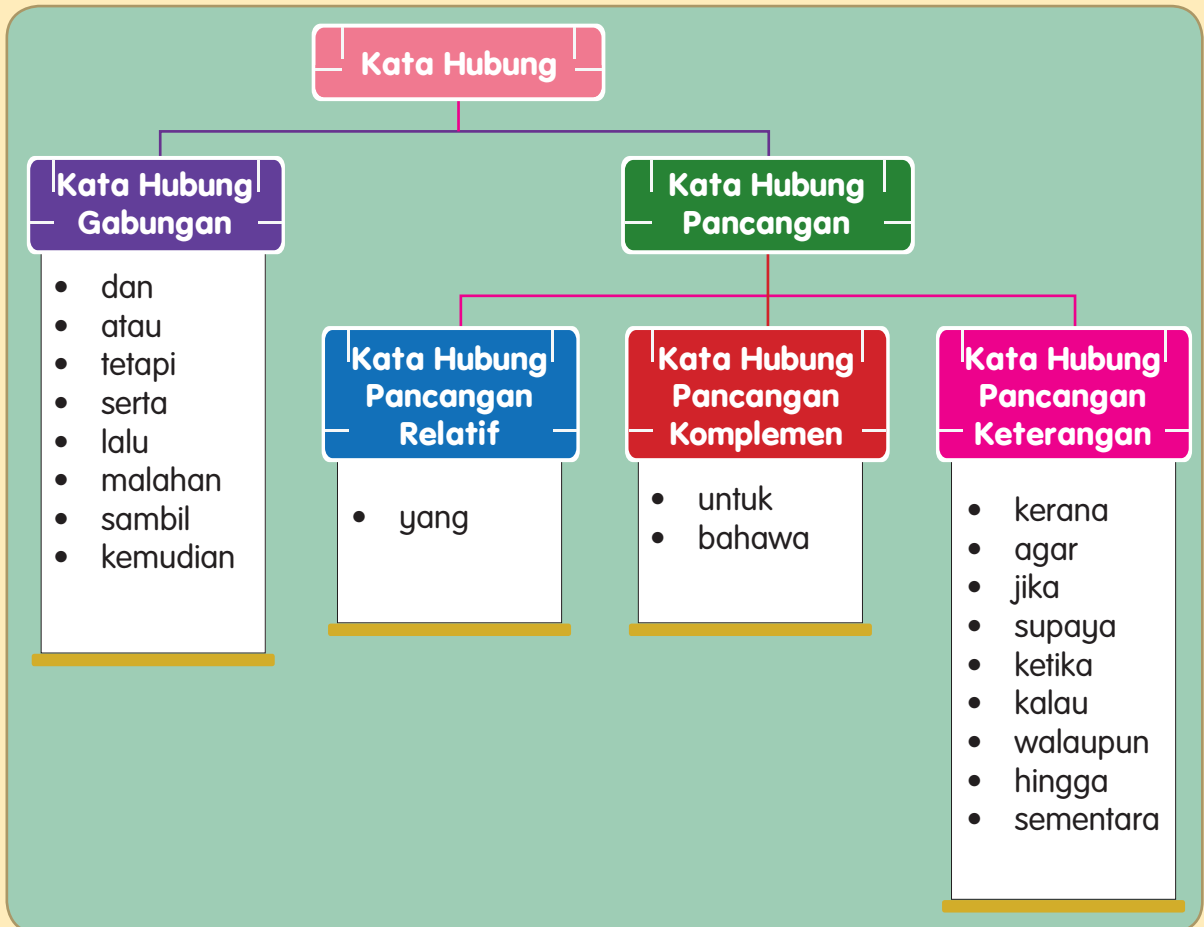 Kata Hubung
Kata Hubung
Gabungan
• dan
• atau
• tetapi
• serta
• lalu
• malahan
• sambil
• kemudian
Kata Hubung
Pancangan
Kata Hubung
Pancangan
Relatif
• yang
Kata Hubung
Pancangan
Komplemen
• untuk
• bahawa
Kata Hubung
Pancangan
Keterangan
• kerana
• agar
• jika
• supaya
• ketika
• kalau
• walaupun
• hingga
• sementara